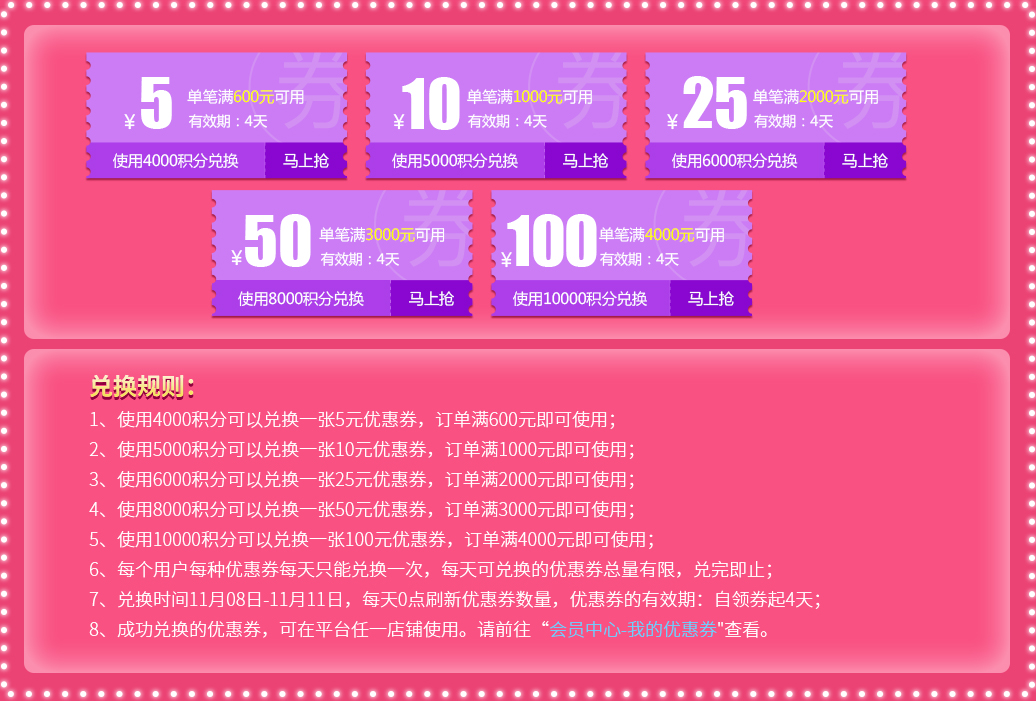 券 券 券
¥5 单笔满600元可用 ¥10 单笔满1000元可用 ¥25 单笔满2000元可用
有效期：4天 有效期：4天 有效期：4天
使用4000积分兑换 马上抢 使用5000积分兑换 马上抢 使用6000积分兑换 马上抢
券 券
¥50 单笔满3000元可用 ¥100 单笔满4000元可用
有效期：4天 有效期：4天
使用8000积分兑换 马上抢 使用10000积分兑换 马上抢
兑换规则：
1、使用4000积分可以兑换一张5元优惠券，订单满600元即可使用；
2、使用5000积分可以兑换一张10元优惠券，订单满1000元即可使用；
3、使用6000积分可以兑换一张25元优惠券，订单满2000元即可使用；
4、使用8000积分可以兑换一张50元优惠券，订单满3000元即可使用；
5、使用10000积分可以兑换一张100元优惠券，订单满4000元即可使用；
6、每个用户每种优惠券每天只能兑换一次，每天可兑换的优惠券总量有限，兑完即止；
7、兑换时间11月08日-11月11日，每天0点刷新优惠券数量，优惠券的有效期：自领券起4天；
8、成功兑换的优惠券，可在平台任一店铺使用。请前往“会员中心-我的优惠券"查看。